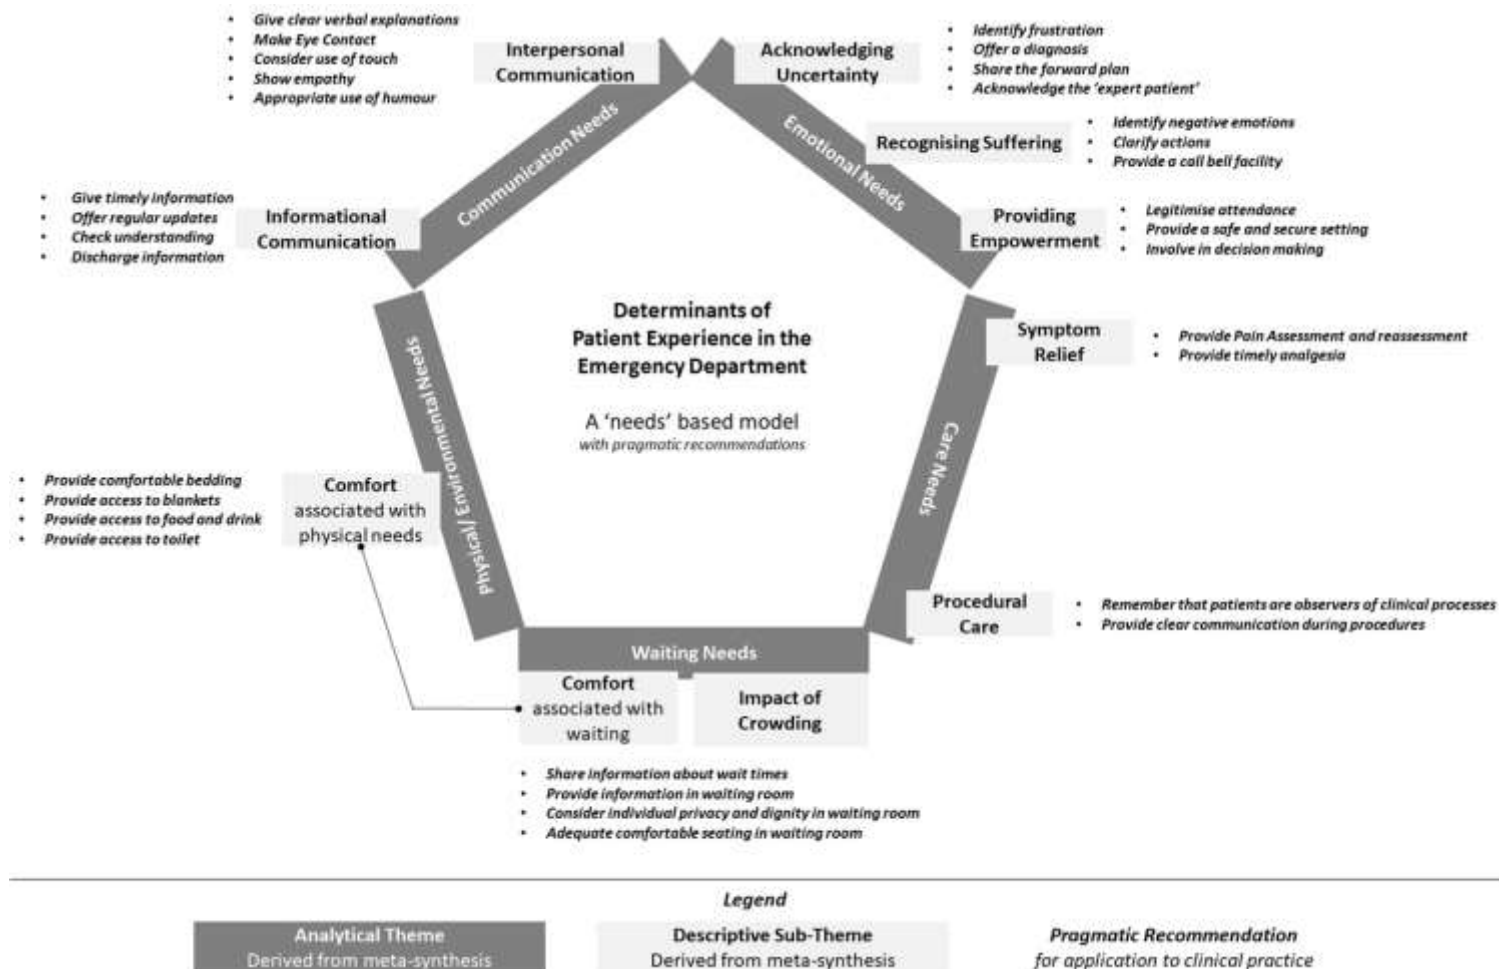 • Give clear verbal explanations
• Make Eye Contact
• Consider use of touch
• Show empathy
• Appropriate use of humour
Interpersonal
Communication
Acknowledging
Uncertainty
• Identify frustration
• Offer a diagnosis
• Share the forward plan
• Acknowledge the 'expert patient'
Communication Needs
Emotional Needs
Recognising Suffering
• Identify negative emotions
• Clarify actions
• Provide a call bell facility
• Give timely information
• Offer regular updates
• Check understanding
• Discharge information
Informational
Communication
Providing
Empowerment
• Legitimise attendance
• Provide a safe and secure setting
• Involve in decision making
Determinants of
Patient Experience in the
Emergency Department
A 'needs' based model
with pragmatic recommendations
Symptom
Relief
• Provide Pain Assessment and reassessment
• Provide timely analgesia
Physical/ Environmental Needs
Care Needs
• Provide comfortable bedding
• Provide access to blankets
• Provide access to food and drink
• Provide access to toilet
Comfort
associated with
physical needs
Procedural
Care
• Remember that patients are observers of clinical processes
• Provide clear communication during procedures
Waiting Needs
Comfort
associated with
waiting
Impact of
Crowding
• Share information about wait times
• Provide information in waiting room
• Consider individual privacy and dignity in waiting room
• Adequate comfortable seating in waiting room
Legend
Analytical Theme
Derived from meta-synthesis
Descriptive Sub-Theme
Derived from meta-synthesis
Pragmatic Recommendation
for application to clinical practice